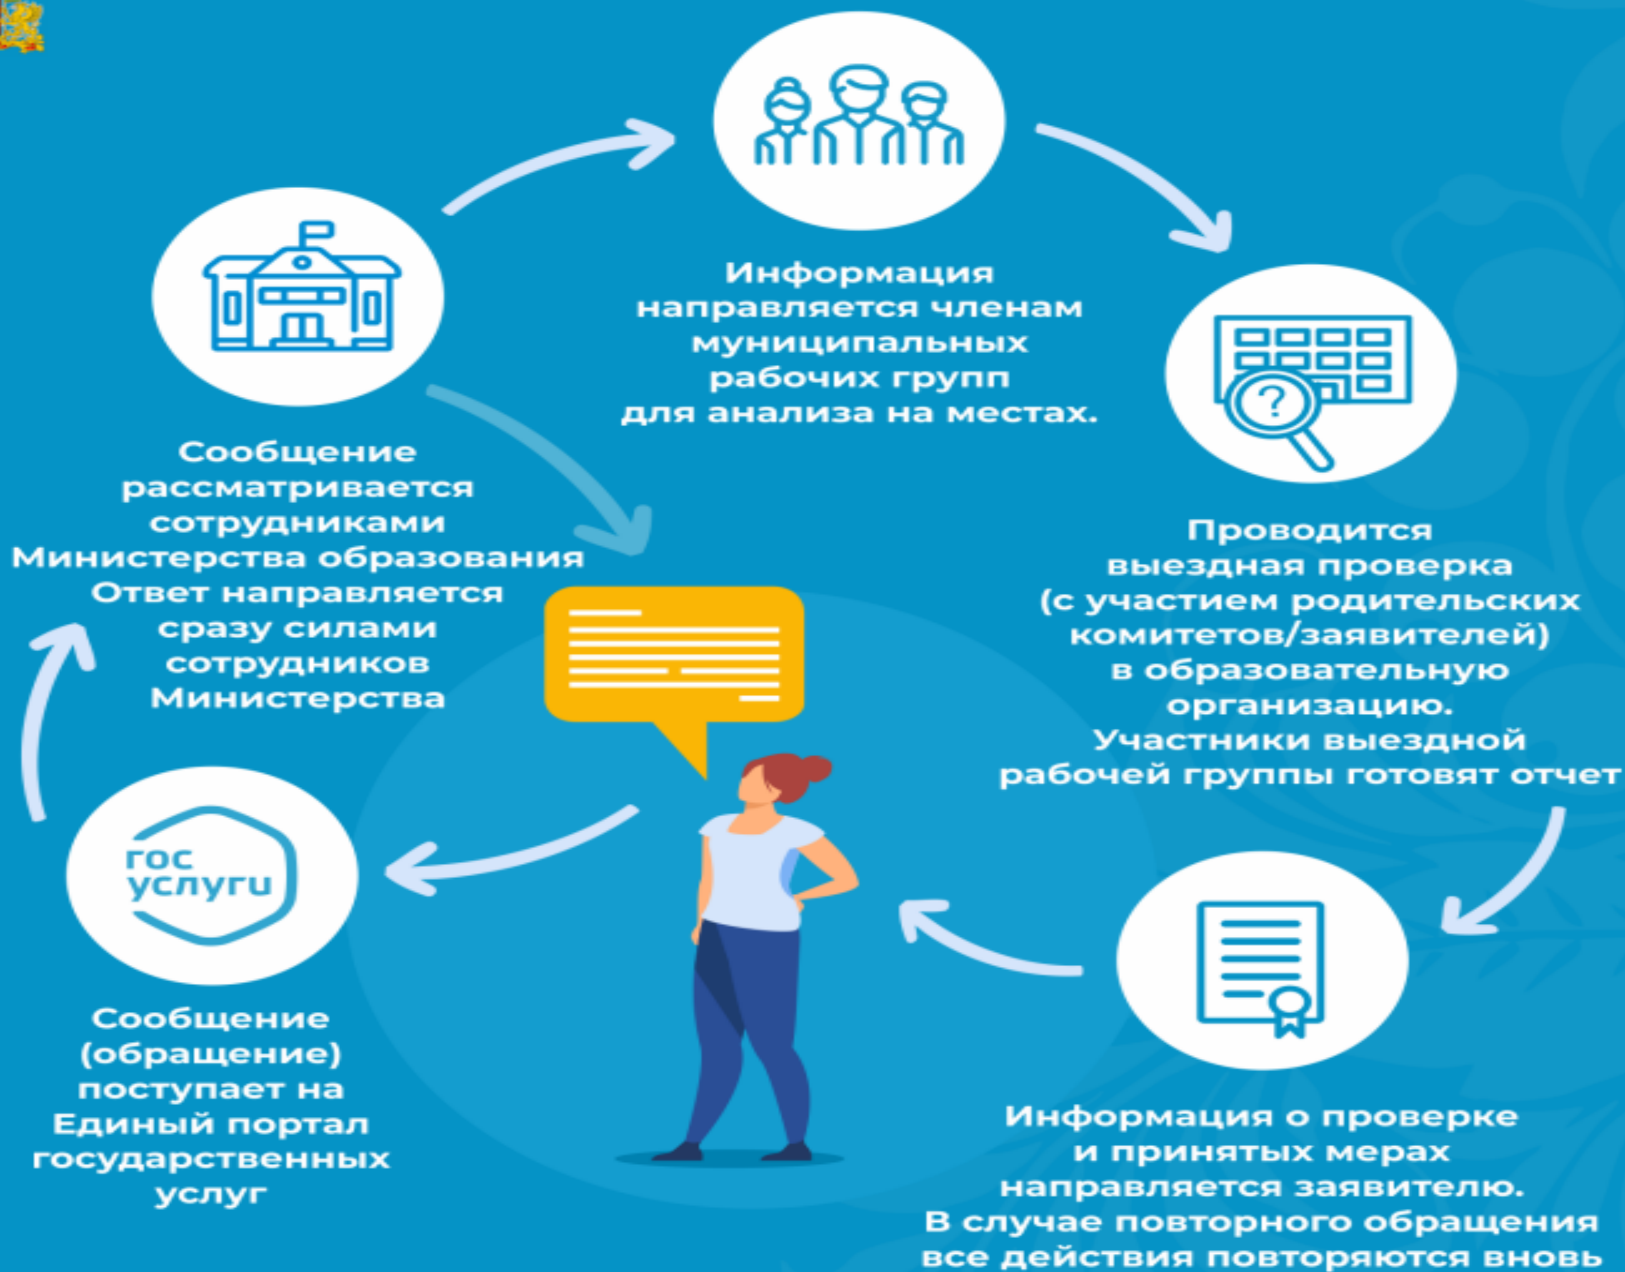 Информация
направляется членам
муниципальных
рабочих групп
для анализа на местах.
Сообщение
рассматривается
сотрудниками
Министерства образования
Ответ направляется
сразу силами
сотрудников
Министерства
?
Проводится
выездная проверка
(с участием родительских
комитетов/заявителей)
в образовательную
организацию.
Участники выездной
рабочей группы готовят отчет
гос
услуги
Сообщение
(обращение)
поступает на
Единый портал
государственных
услуг
Информация о проверке
и принятых мерах
направляется заявителю.
В случае повторного обращения
все действия повторяются вновь